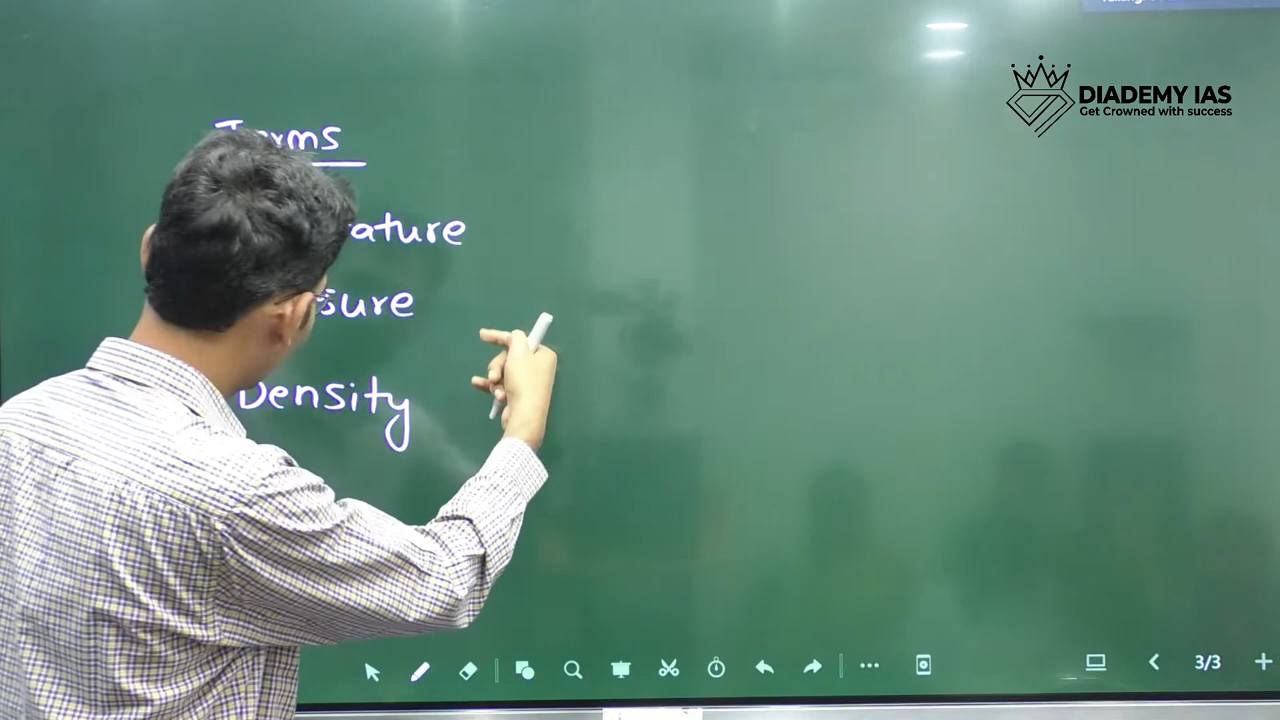 DIADEMY IAS
Get Crowned with success
Terms
ature
sure
Density
3/3